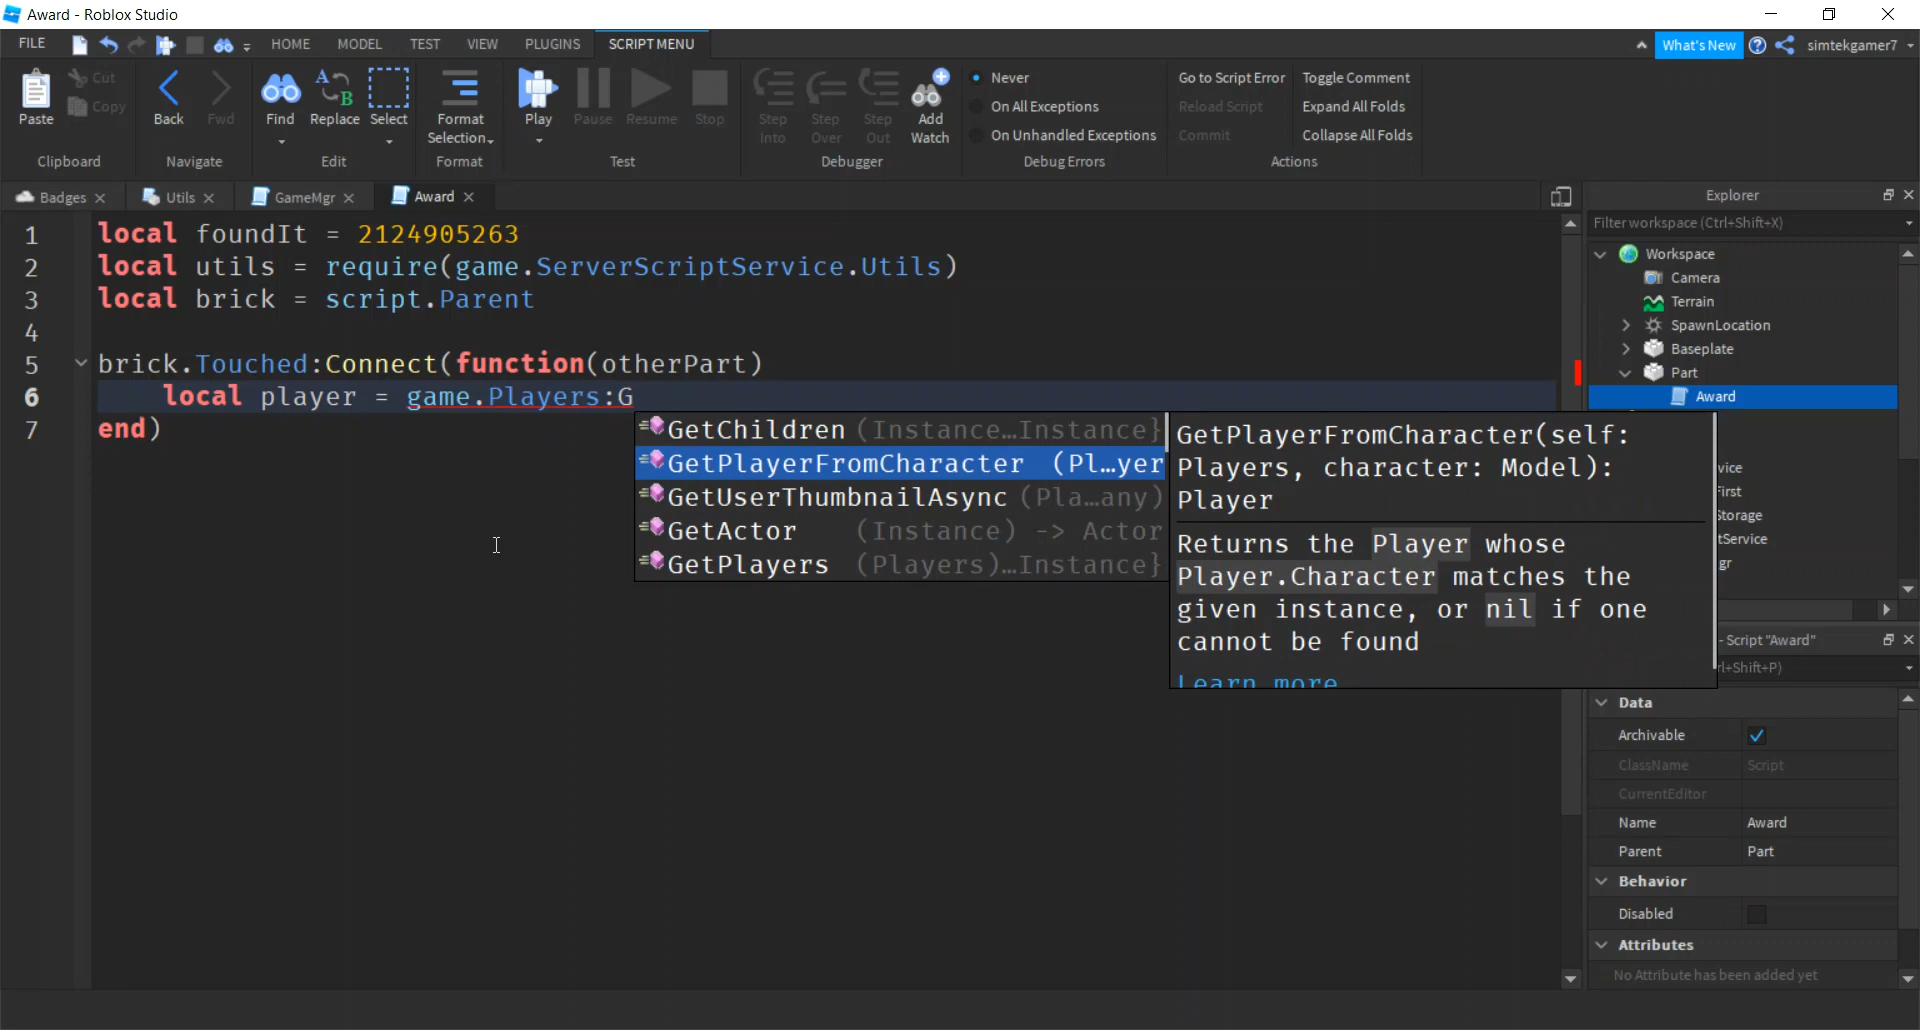 Award - Roblox Studio
FILE HOME MODEL TEST VIEW PLUGINS SCRIPT MENU What's New simtekgamer7
Paste Cut Copy
Clipboard
Back Fwd
Navigate
Find Replace Select
Edit
Format Selection
Format
Play Pause Resume Stop
Test
Step Into Step Over Step Out Add Watch
Debugger
Never
On All Exceptions
On Unhandled Exceptions
Debug Errors
Go to Script Error Toggle Comment
Reload Script Expand All Folds
Commit Collapse All Folds
Actions
Badges Utils GameMgr Award
1 local foundIt = 2124905263
2 local utils = require(game.ServerScriptService.Utils)
3 local brick = script.Parent
4
5 brick.Touched:Connect(function(otherPart)
6 local player = game.Players:G
7 end)
GetChildren (Instance…Instance}
GetPlayerFromCharacter (Pl…yer
GetUserThumbnailAsync (Pla…any)
GetActor (Instance) -> Actor
GetPlayers (Players)…Instance}
GetPlayerFromCharacter(self:
Players, character: Model):
Player
Returns the Player whose
Player.Character matches the
given instance, or nil if one
cannot be found
Learn more
Explorer
Filter workspace (Ctrl+Shift+X)
Workspace
Camera
Terrain
SpawnLocation
Baseplate
Part
Award
vice
First
Storage
tService
gr
- Script "Award"
rl+Shift+P)
Data
Archivable
ClassName Script
CurrentEditor
Name Award
Parent Part
Behavior
Disabled
Attributes
No Attribute has been added yet